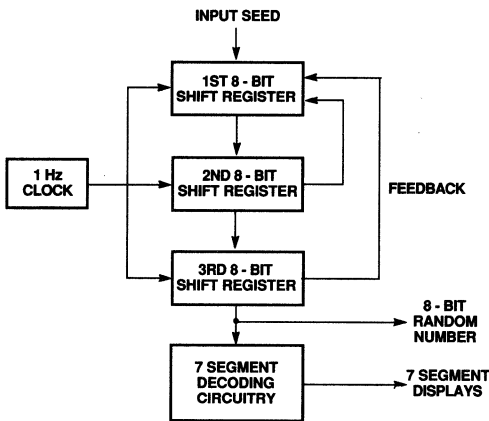 INPUT SEED
1ST 8 - BIT
SHIFT REGISTER
1 Hz
CLOCK
2ND 8 - BIT
SHIFT REGISTER
FEEDBACK
3RD 8 - BIT
SHIFT REGISTER
8 - BIT
RANDOM
NUMBER
7 SEGMENT
DECODING
CIRCUITRY
7 SEGMENT
DISPLAYS